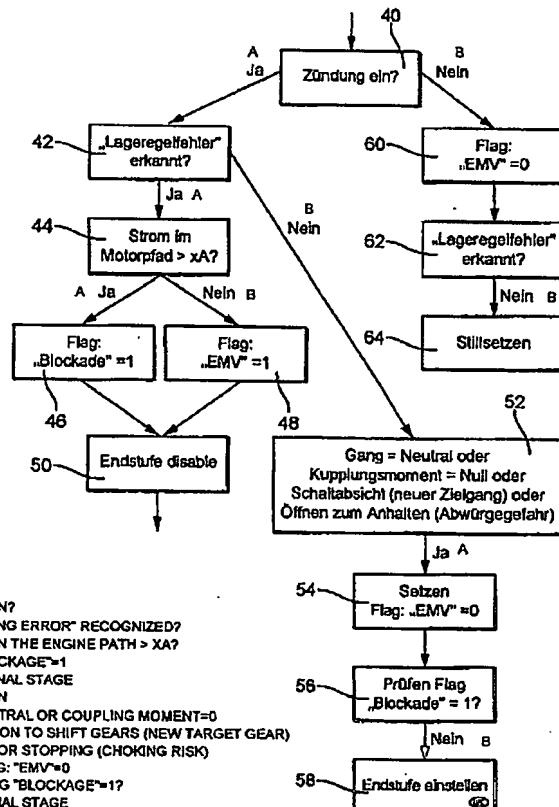 40
A
Ja
Zündung ein?
B
Nein
42
„Lageregelfehler"
erkannt?
60
Flag:
„EMV" =0
Ja A
B
Nein
44
Strom im
Motorpfad > xA?
62
„Lageregelfehler"
erkannt?
A Ja
Nein B
Nein B
Flag:
„Blockade" =1
Flag:
„EMV" =1
64
Stillsetzen
46
48
52
50
Endstufe disable
Gang = Neutral oder
Kupplungsmoment = Null oder
Schaltabsicht (neuer Zielgang) oder
Öffnen zum Anhalten (Abwürgegefahr)
Ja A
54
Setzen
Flag: „EMV" =0
N?
NG ERROR" RECOGNIZED?
N THE ENGINE PATH > XA?
CKAGE"=1
NAL STAGE
N
TRAL OR COUPLING MOMENT=0
ION TO SHIFT GEARS (NEW TARGET GEAR)
OR STOPPING (CHOKING RISK)
G: "EMV"=0
G "BLOCKAGE"=1?
NAL STAGE
56
Prüfen Flag
„Blockade" = 1?
Nein B
58
Endstufe einstellen